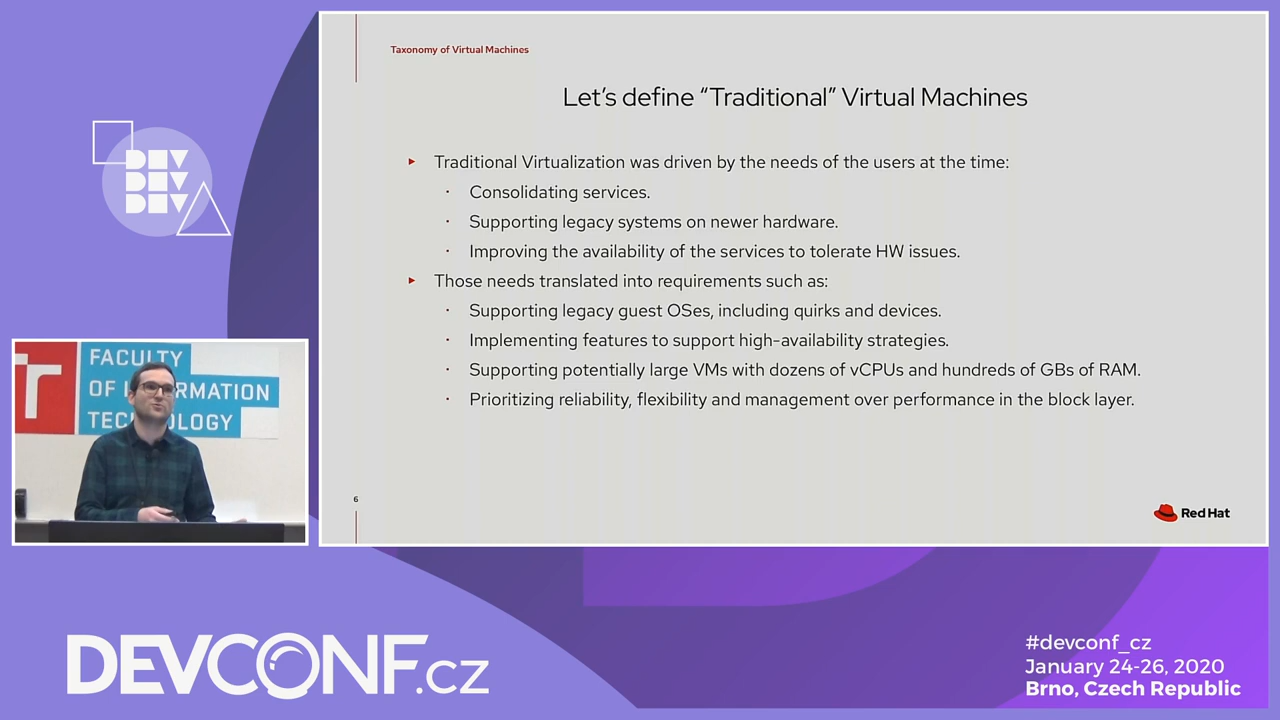 Taxonomy of Virtual Machines
Let's define “Traditional” Virtual Machines
Traditional Virtualization was driven by the needs of the users at the time:
Consolidating services.
Supporting legacy systems on newer hardware.
Improving the availability of the services to tolerate HW issues.
Those needs translated into requirements such as:
Supporting legacy guest OSes, including quirks and devices.
Implementing features to support high-availability strategies.
Supporting potentially large VMs with dozens of vCPUs and hundreds of GBs of RAM.
Prioritizing reliability, flexibility and management over performance in the block layer.
6
Red Hat
DEV
DEV
DEV
FACULTY
OF INFORMATION
TECHNOLOGY
DEVCONF.cz
#devconf_cz
January 24-26, 2020
Brno, Czech Republic